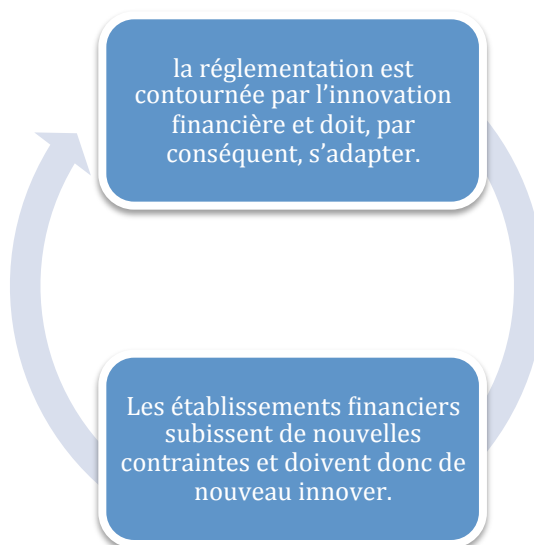 la réglementation est
contournée par l’innovation
financière et doit, par
conséquent, s’adapter.
Les établissements financiers
subissent de nouvelles
contraintes et doivent donc de
nouveau innover.